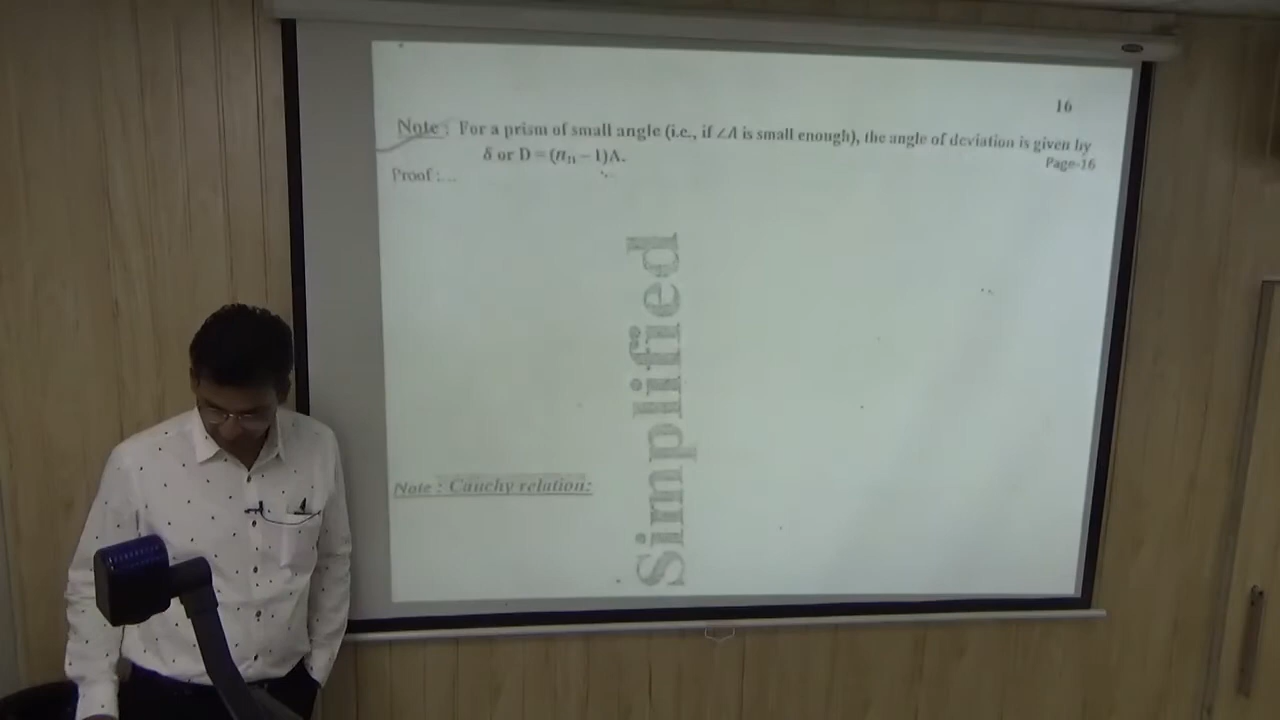 16
Note : For a prism of small angle (i.e., if ∠A is small enough), the angle of deviation is given by
δ or D = (n₂₁ – 1)A.
Page-16
Proof :...
Simplified
Note : Cauchy relation: